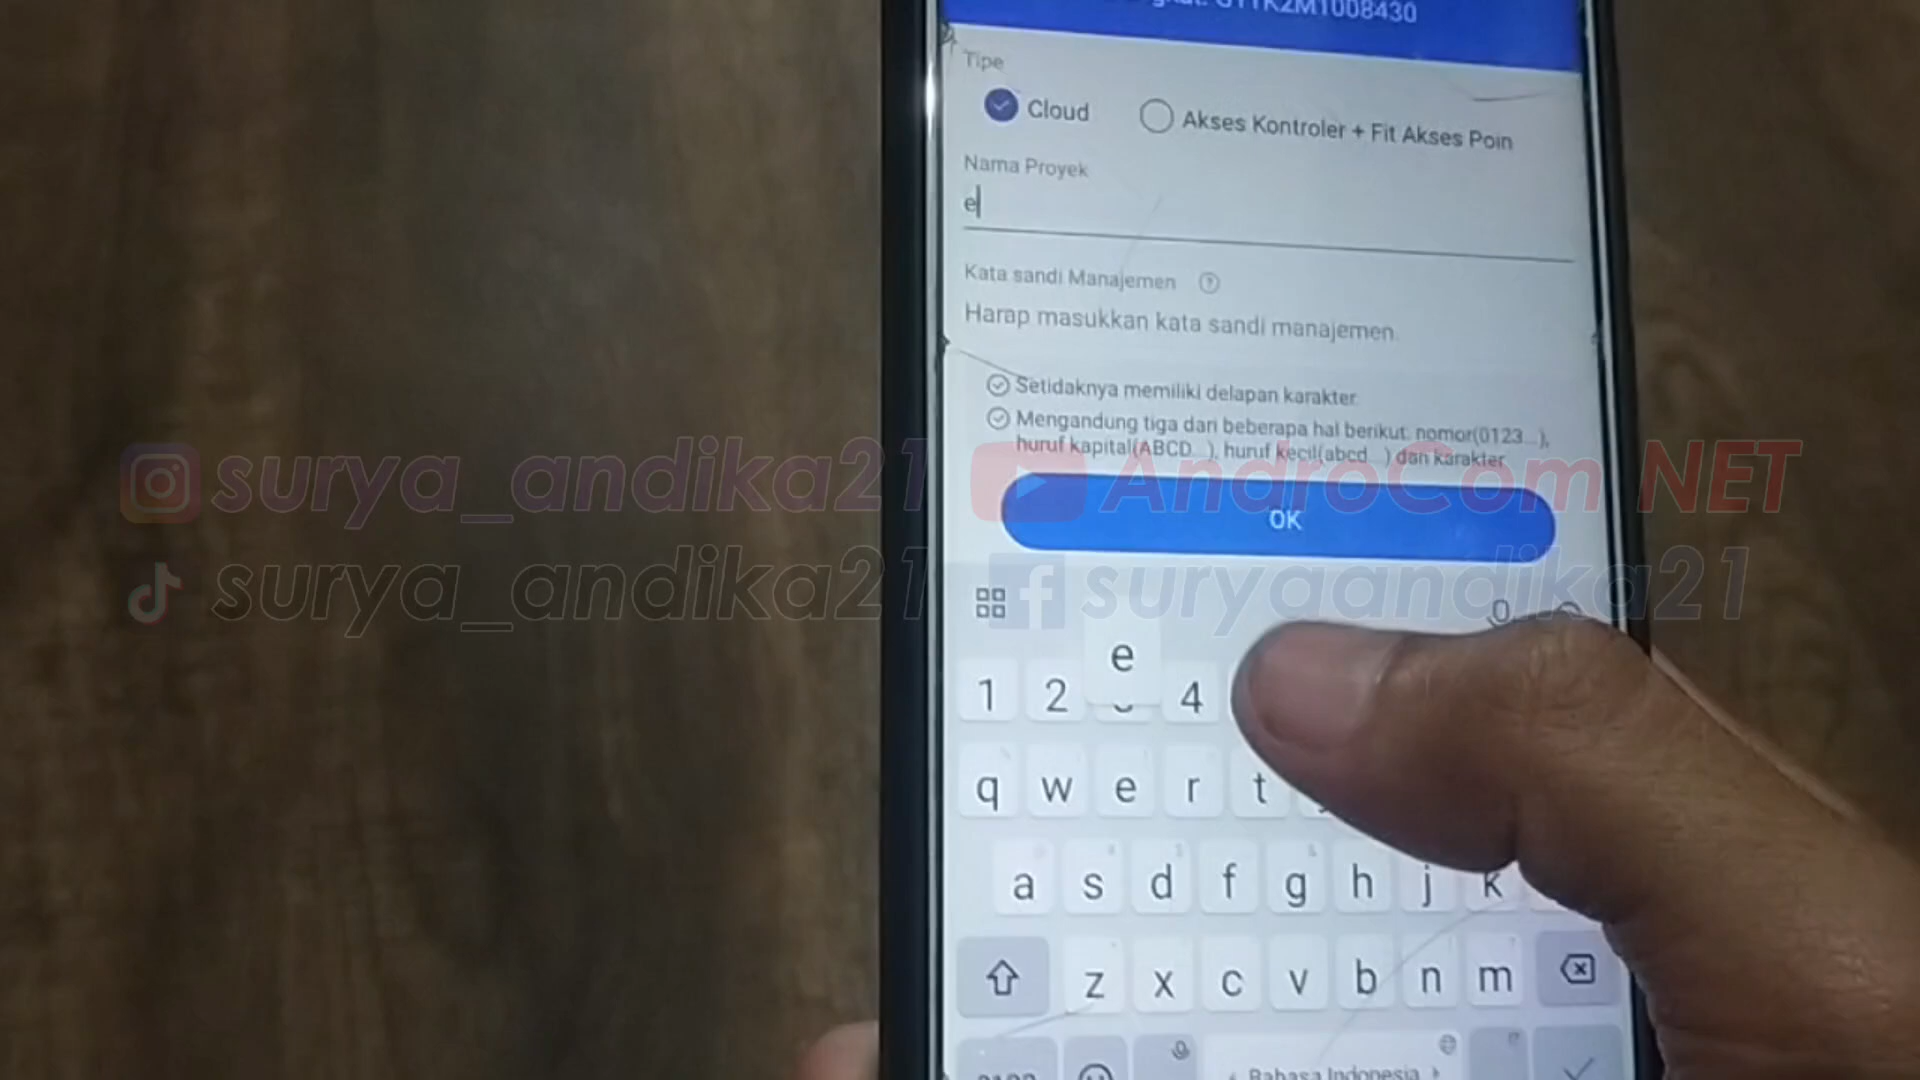 G1TK2M1008430
Tipe
Cloud
Akses Kontroler + Fit Akses Poin
Nama Proyek
e
Kata sandi Manajemen ?
Harap masukkan kata sandi manajemen.
Setidaknya memiliki delapan karakter.
Mengandung tiga dari beberapa hal berikut: nomor(0123...),
huruf kapital(ABCD...), huruf kecil(abcd...) dan karakter
surya_andika21
AndroCom NET
OK
surya_andika21
suryaandika21
e
1 2 4
q w e r t
a s d f g h j k
z x c v b n m
Bahasa Indonesia